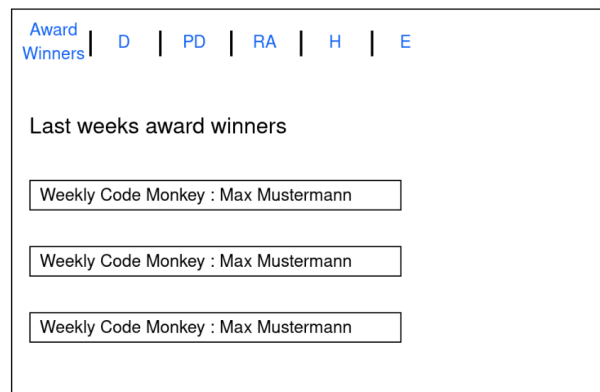 Award
Winners | D | PD | RA | H | E
Last weeks award winners
Weekly Code Monkey : Max Mustermann
Weekly Code Monkey : Max Mustermann
Weekly Code Monkey : Max Mustermann